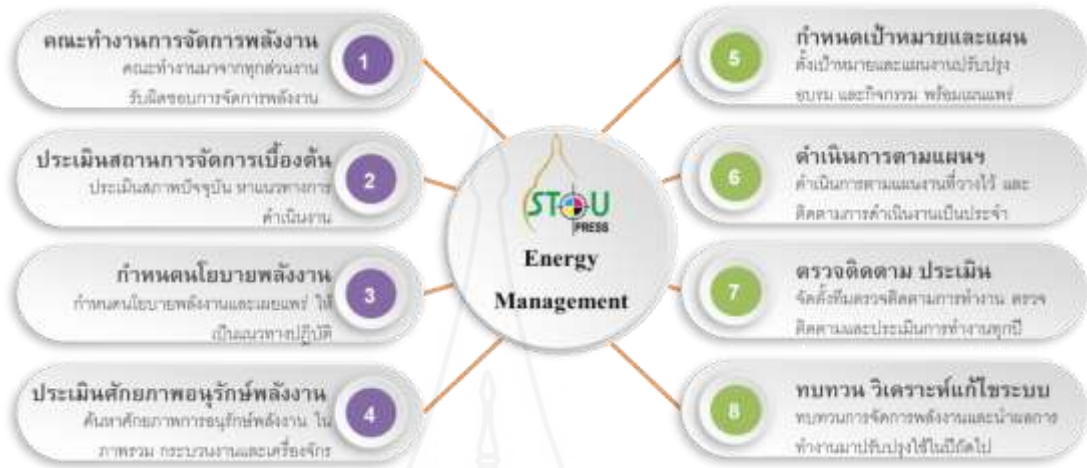 คณะทำงานการจัดการพลังงาน
คณะทำงานมาจากทุกส่วนงาน
รับผิดชอบการจัดการพลังงาน
1
ประเมินสถานการจัดการเบื้องต้น
ประเมินสภาพปัจจุบัน หาแนวทางการ
ดำเนินงาน
2
กำหนดนโยบายพลังงาน
กำหนดนโยบายพลังงานและเผยแพร่ ให้
เป็นแนวทางปฏิบัติ
3
ประเมินศักยภาพอนุรักษ์พลังงาน
ค้นหาศักยภาพการอนุรักษ์พลังงาน ใน
ภาพรวม กระบวนงานและเครื่องจักร
4
STOU
PRESS
Energy
Management
5
กำหนดเป้าหมายและแผน
ตั้งเป้าหมายและแผนงานปรับปรุง
อบรม และกิจกรรม พร้อมเผยแพร่
6
ดำเนินการตามแผนฯ
ดำเนินการตามแผนงานที่วางไว้ และ
ติดตามการดำเนินงานเป็นประจำ
7
ตรวจติดตาม ประเมิน
จัดตั้งทีมตรวจติดตามการทำงาน ตรวจ
ติดตามและประเมินการทำงานทุกปี
8
ทบทวน วิเคราะห์แก้ไขระบบ
ทบทวนการจัดการพลังงานและนำผลการ
ทำงานมาปรับปรุงใช้ในปีถัดไป